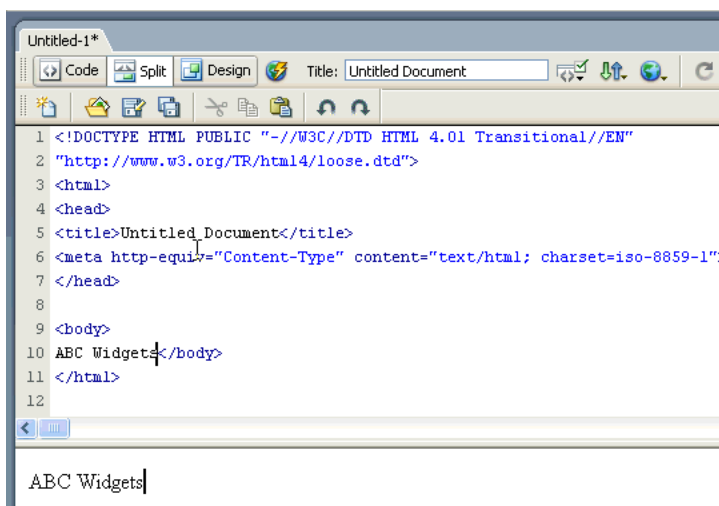 Untitled-1*
Code Split Design Title: Untitled Document
1 <!DOCTYPE HTML PUBLIC "-//W3C//DTD HTML 4.01 Transitional//EN"
2 "http://www.w3.org/TR/html4/loose.dtd">
3 <html>
4 <head>
5 <title>Untitled Document</title>
6 <meta http-equiv="Content-Type" content="text/html; charset=iso-8859-1"
7 </head>
8
9 <body>
10 ABC Widgets</body>
11 </html>
12
ABC Widgets